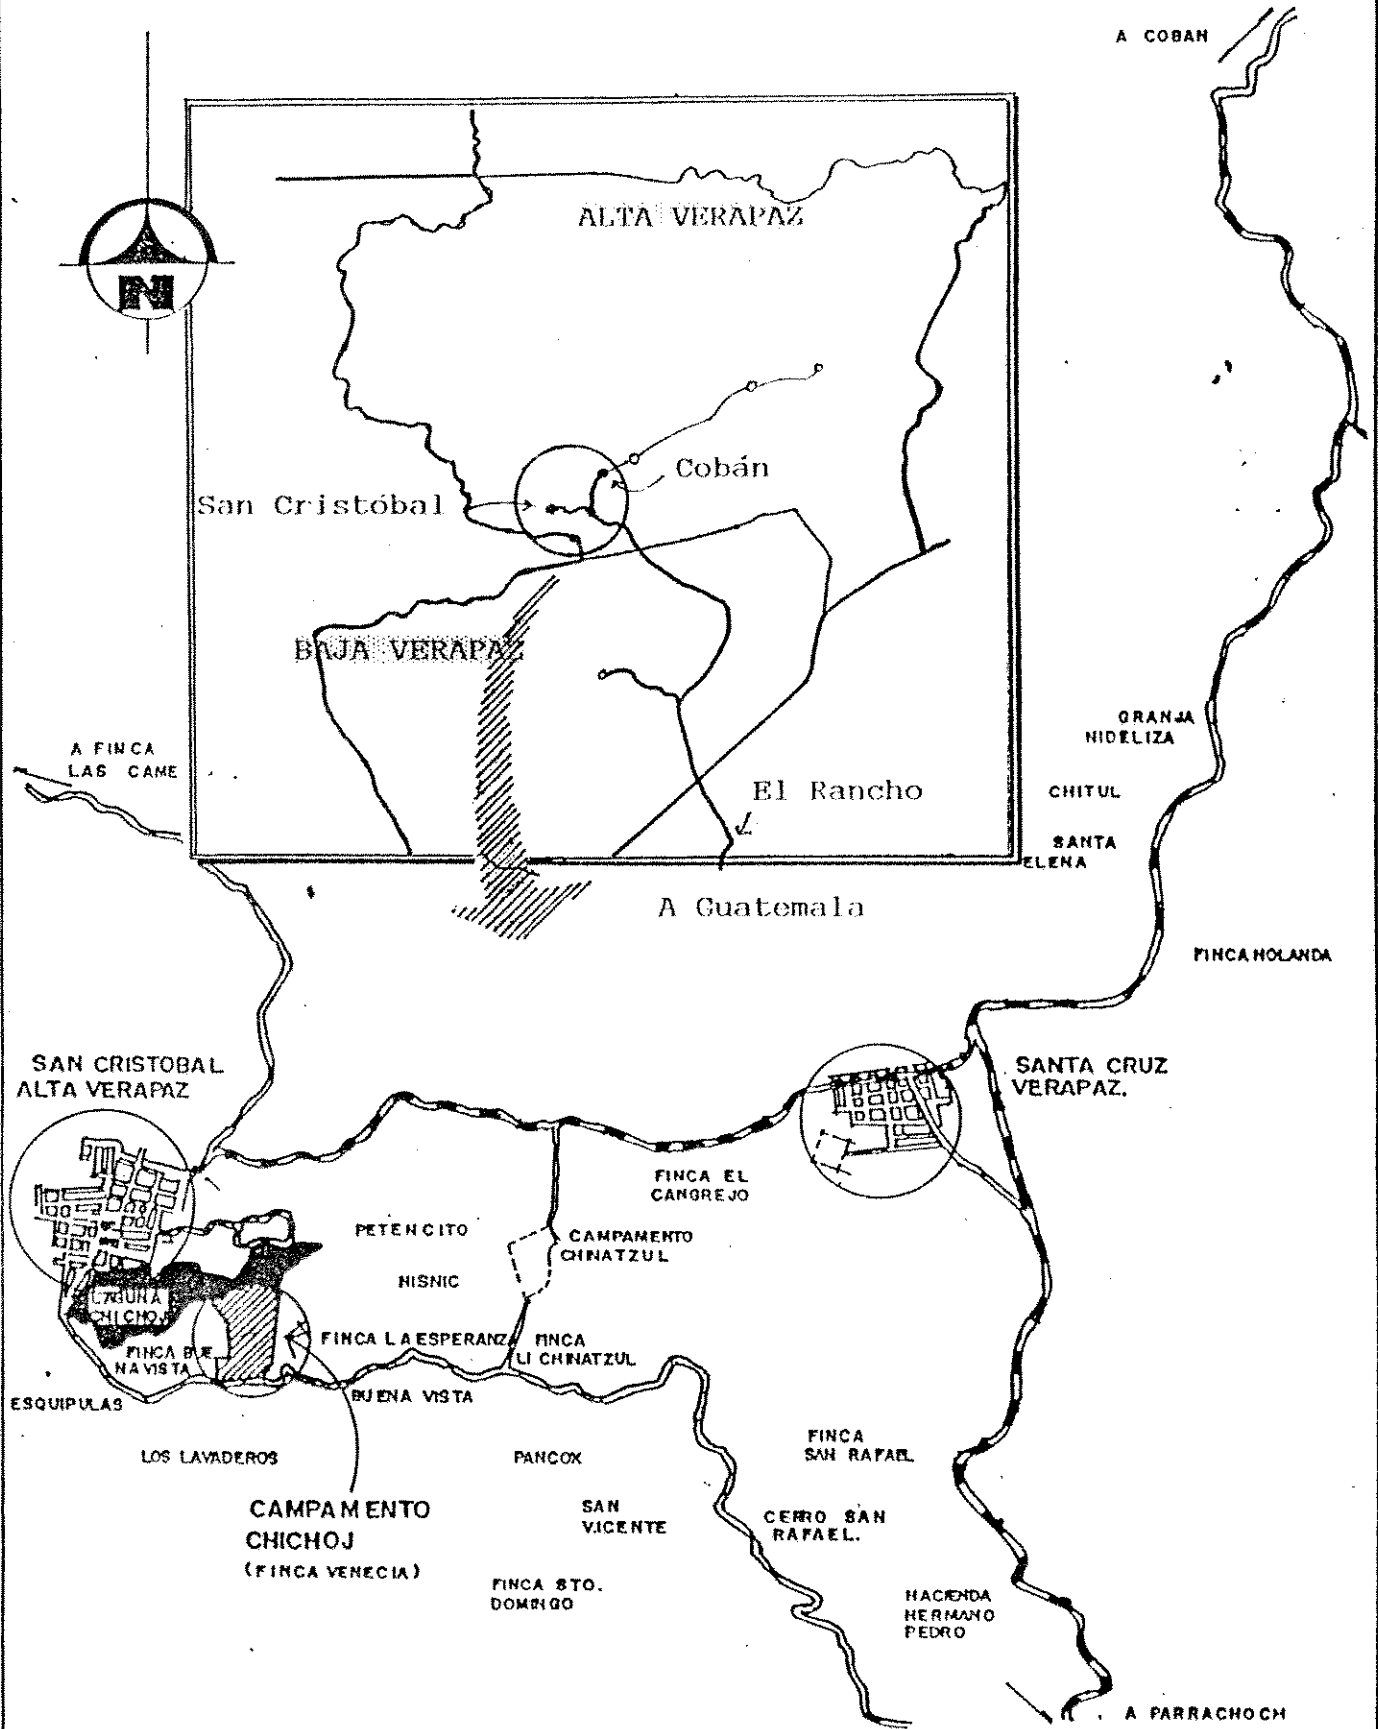 A COBAN
N
ALTA VERAPAZ
Cobán
San Cristóbal
BAJA VERAPAZ
El Rancho
A Guatemala
A FINCA
LAS CAME
GRANJA
NIDELIZA
CHITUL
SANTA
ELENA
FINCA HOLANDA
SAN CRISTOBAL
ALTA VERAPAZ
SANTA CRUZ
VERAPAZ.
FINCA EL
CANGREJO
PETENCITO
CAMPAMENTO
CHINATZUL
NISNIC
LAGUNA
CHICHOJ
FINCA BUE
NA VISTA
FINCA LA ESPERANZA
FINCA
LI CHINATZUL
BUENA VISTA
ESQUIPULAS
LOS LAVADEROS
PANCOX
FINCA
SAN RAFAEL
CAMPAMENTO
CHICHOJ
(FINCA VENECIA)
SAN
VICENTE
CERRO SAN
RAFAEL.
FINCA STO.
DOMINGO
HACIENDA
HERMANO
PEDRO
A PARRACHOCH